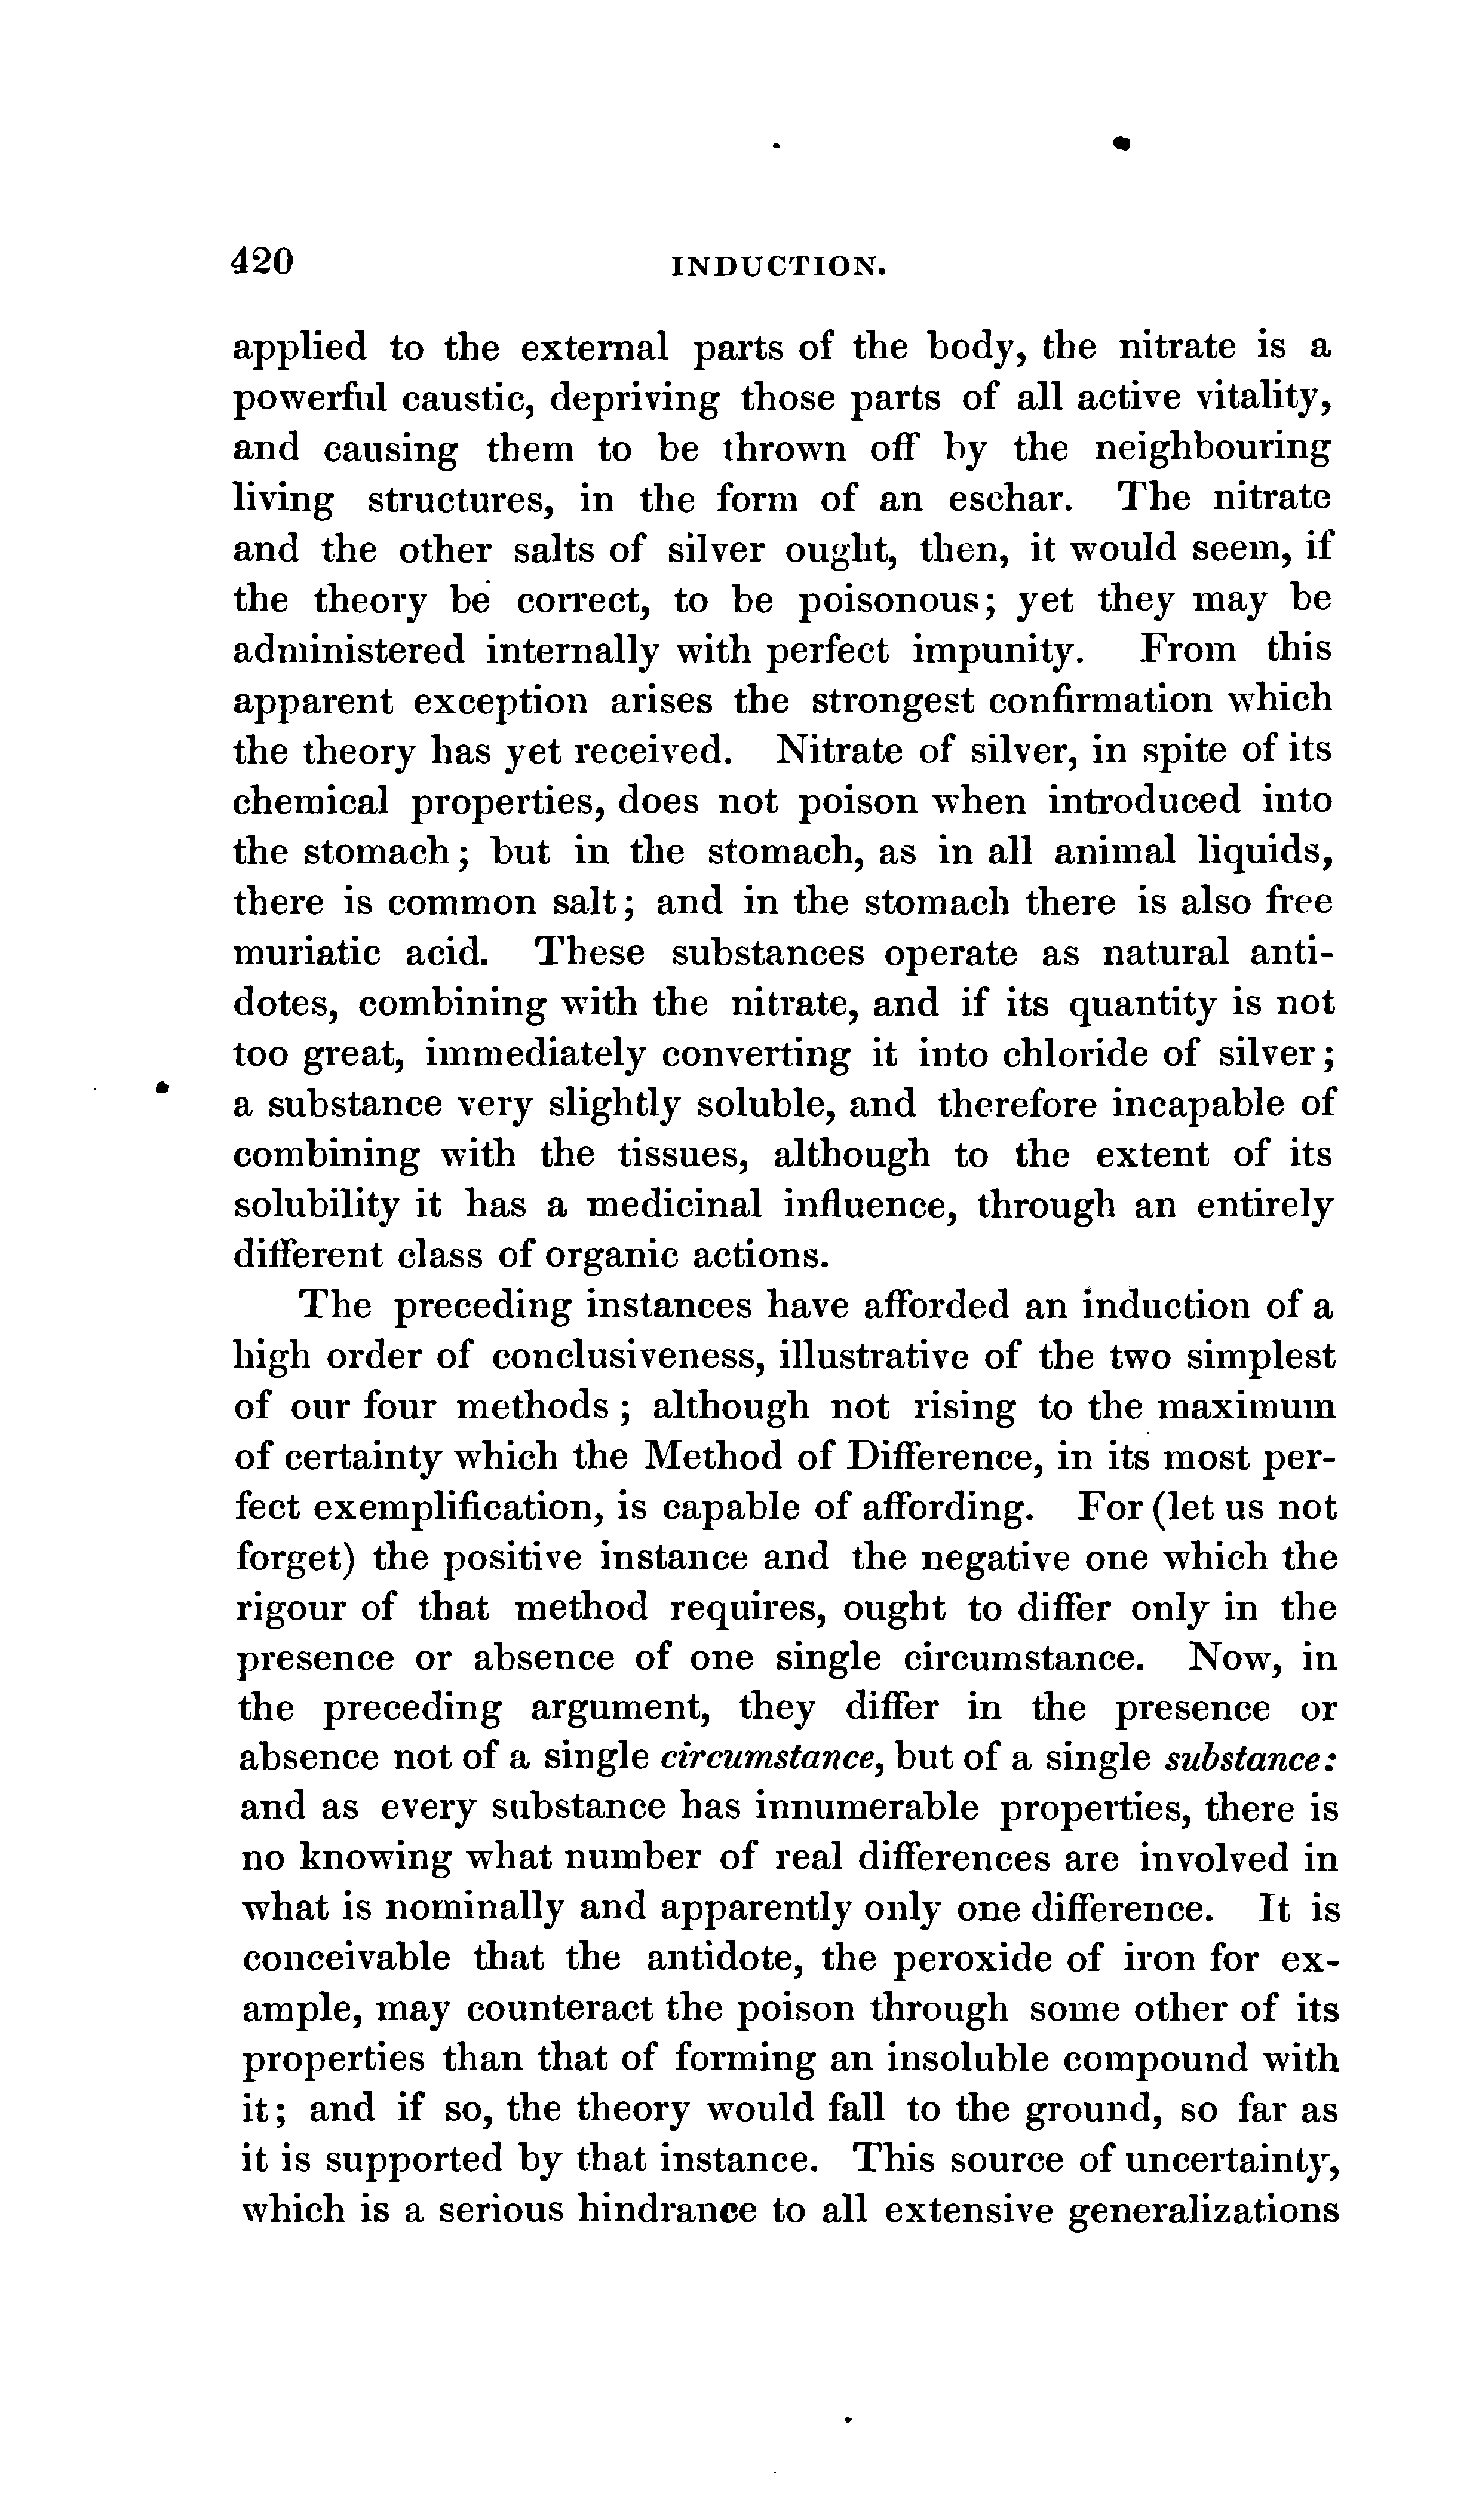 420 INDUCTION.
applied to the external parts of the body, the nitrate is a
powerful caustic, depriving those parts of all active vitality,
and causing them to be thrown off by the neighbouring
living structures, in the form of an eschar. The nitrate
and the other salts of silver ought, then, it would seem, if
the theory be correct, to be poisonous; yet they may be
administered internally with perfect impunity. From this
apparent exception arises the strongest confirmation which
the theory has yet received. Nitrate of silver, in spite of its
chemical properties, does not poison when introduced into
the stomach; but in the stomach, as in all animal liquids,
there is common salt; and in the stomach there is also free
muriatic acid. These substances operate as natural anti-
dotes, combining with the nitrate, and if its quantity is not
too great, immediately converting it into chloride of silver;
a substance very slightly soluble, and therefore incapable of
combining with the tissues, although to the extent of its
solubility it has a medicinal influence, through an entirely
different class of organic actions.
The preceding instances have afforded an induction of a
high order of conclusiveness, illustrative of the two simplest
of our four methods; although not rising to the maximum
of certainty which the Method of Difference, in its most per-
fect exemplification, is capable of affording. For (let us not
forget) the positive instance and the negative one which the
rigour of that method requires, ought to differ only in the
presence or absence of one single circumstance. Now, in
the preceding argument, they differ in the presence or
absence not of a single circumstance, but of a single substance:
and as every substance has innumerable properties, there is
no knowing what number of real differences are involved in
what is nominally and apparently only one difference. It is
conceivable that the antidote, the peroxide of iron for ex-
ample, may counteract the poison through some other of its
properties than that of forming an insoluble compound with
it; and if so, the theory would fall to the ground, so far as
it is supported by that instance. This source of uncertainty,
which is a serious hindrance to all extensive generalizations